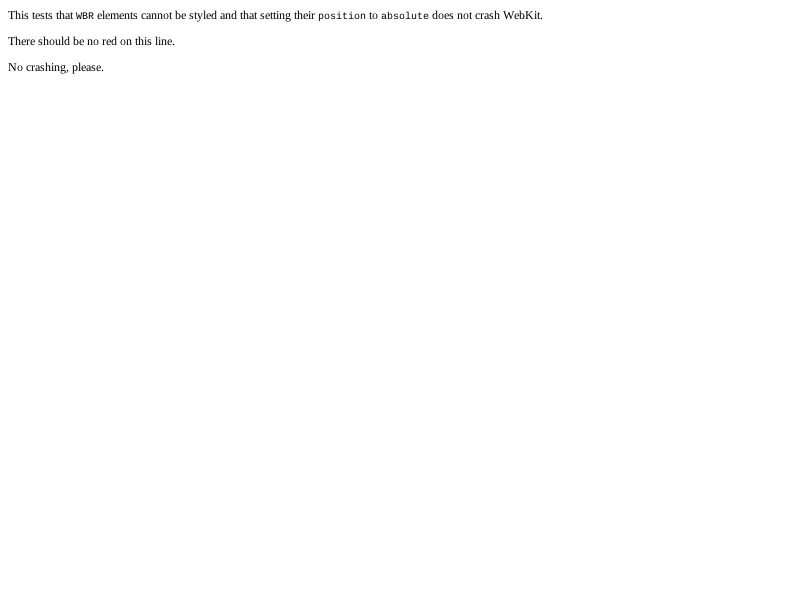 This tests that WBR elements cannot be styled and that setting their position to absolute does not crash WebKit.
There should be no red on this line.
No crashing, please.